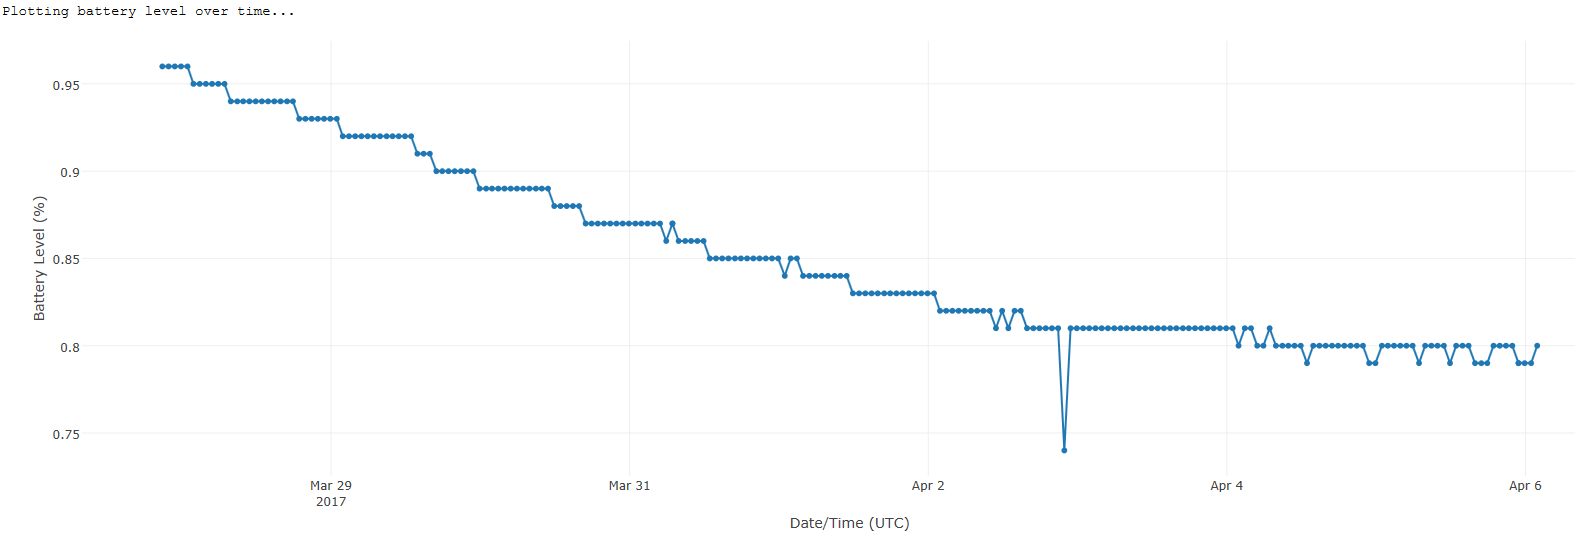 Plotting battery level over time...
0.95
0.9
0.85
0.8
0.75
Battery Level (%)
Mar 29
2017
Mar 31
Apr 2
Apr 4
Apr 6
Date/Time (UTC)